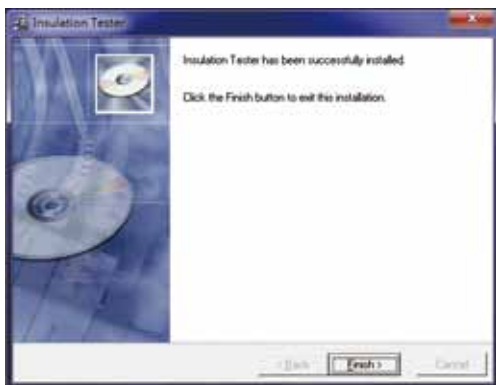 Insulation Tester
Insulation Tester has been successfully installed.
Click the Finish button to exit this installation.
< Back
Finish >
Cancel